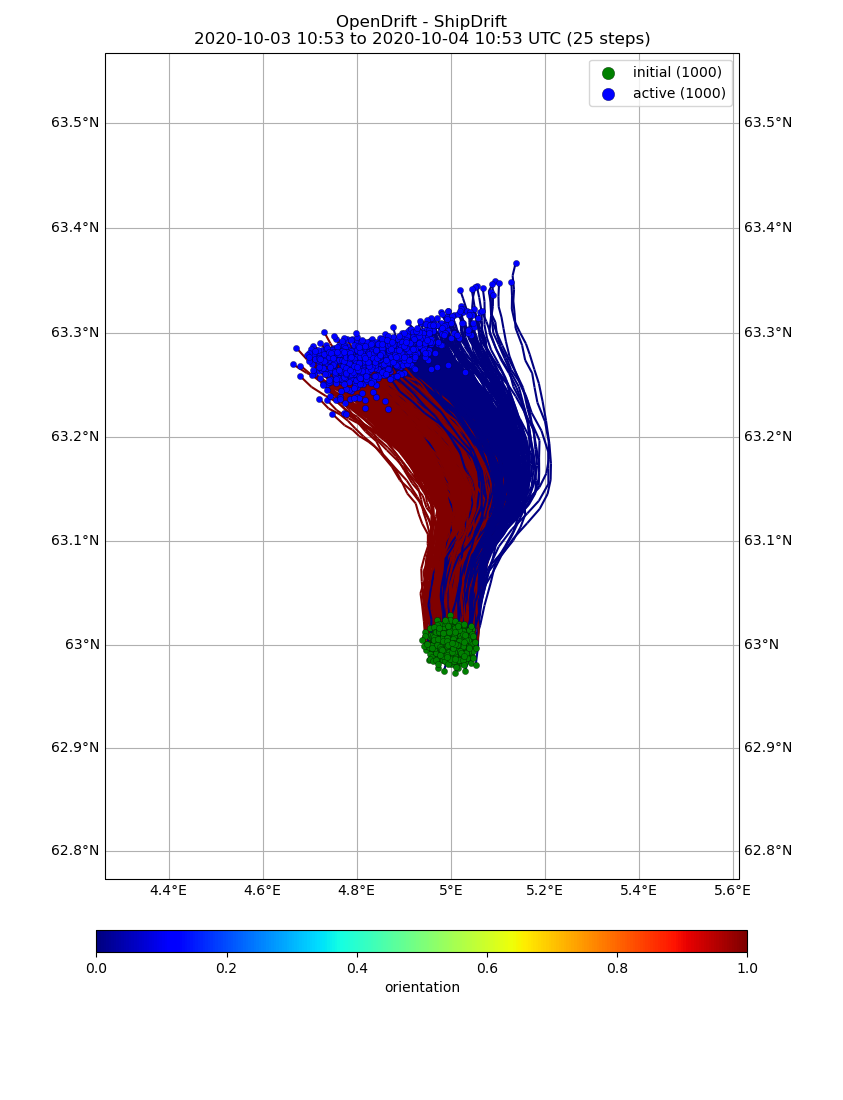 OpenDrift - ShipDrift
2020-10-03 10:53 to 2020-10-04 10:53 UTC (25 steps)
initial (1000)
active (1000)
63.5°N 63.5°N
63.4°N 63.4°N
63.3°N 63.3°N
63.2°N 63.2°N
63.1°N 63.1°N
63°N 63°N
62.9°N 62.9°N
62.8°N 62.8°N
4.4°E 4.6°E 4.8°E 5°E 5.2°E 5.4°E 5.6°E
0.0 0.2 0.4 0.6 0.8 1.0
orientation